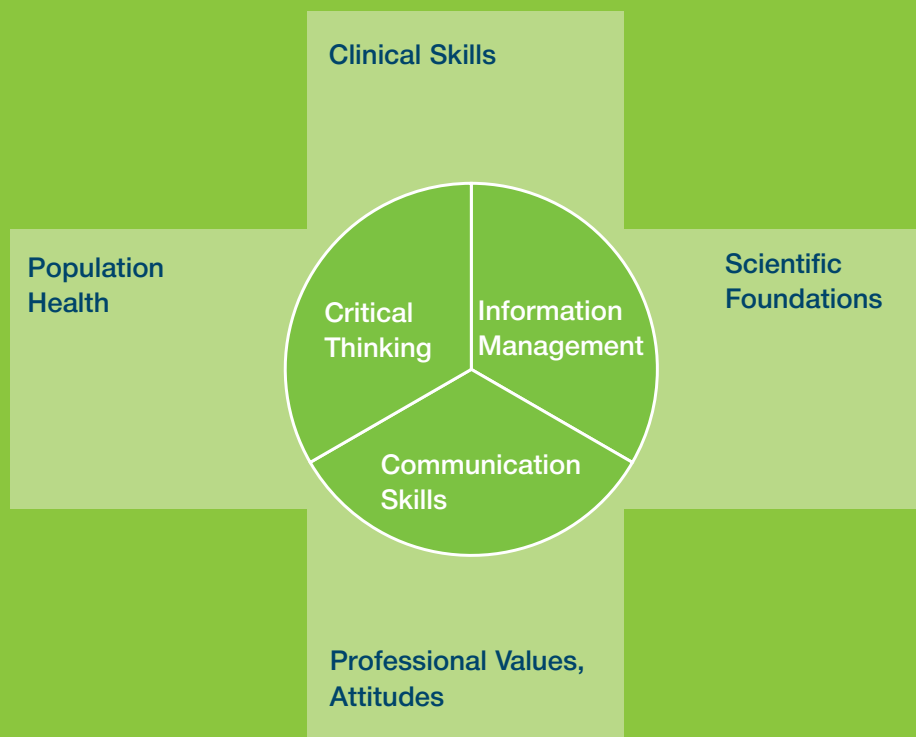 Clinical Skills
Population
Health
Scientific
Foundations
Critical
Thinking
Information
Management
Communication
Skills
Professional Values,
Attitudes